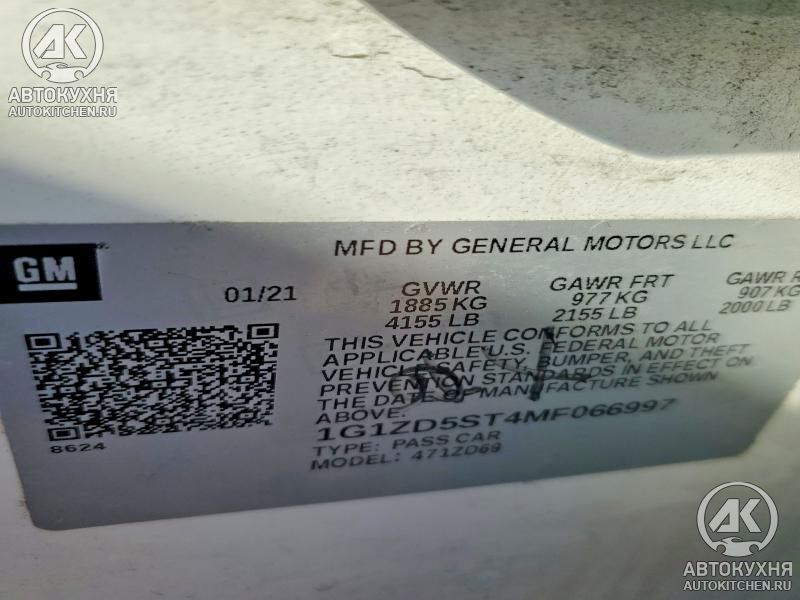 АВТОКУХНЯ
AUTOKITCHEN.RU
GM
MFD BY GENERAL MOTORS LLC
01/21
GVWR GAWR FRT GAWR R
1885 KG 977 KG 907 KG
4155 LB 2155 LB 2000 LB
THIS VEHICLE CONFORMS TO ALL
APPLICABLE U.S. FEDERAL MOTOR
VEHICLE SAFETY, BUMPER, AND THEFT
PREVENTION STANDARDS IN EFFECT ON
THE DATE OF MANUFACTURE SHOWN
ABOVE.
8624
1G1ZD5ST4MF066997
TYPE: PASS CAR
MODEL: 471ZD69
АВТОКУХНЯ
AUTOKITCHEN.RU